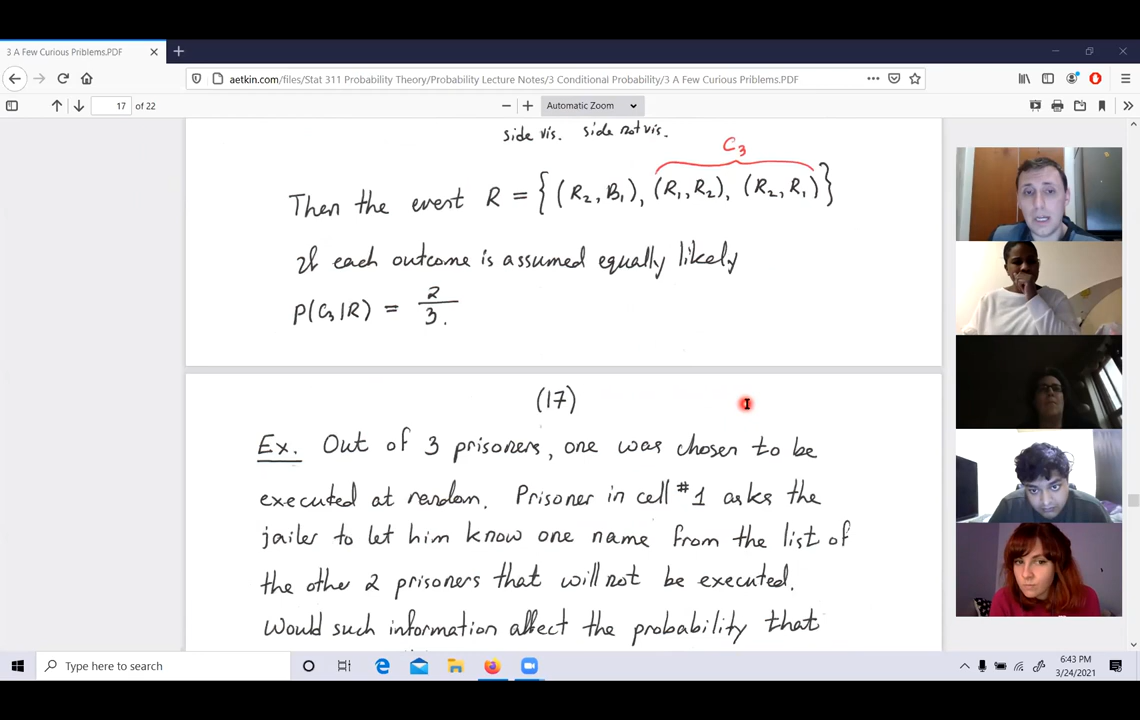 3 A Few Curious Priblems.PDF
aetkin.com/files/Stat 311 Probability Theory/Probability Lecture Notes/3 Conditional Probability/3 A Few Curious Priblems.PDF
17 of 22
Automatic Zoom
side vis. side not vis.
C3
Then the event R = { (R2, B1), (R1, R2), (R2, R1) }
If each outcome is assumed equally likely
P(C3|R) = 2/3.
(17)
Ex. Out of 3 prisoners, one was chosen to be
executed at random. Prisoner in cell #1 asks the
jailer to let him know one name from the list of
the other 2 prisoners that will not be executed.
Would such information affect the probability that
Type here to search
6:43 PM
3/24/2021